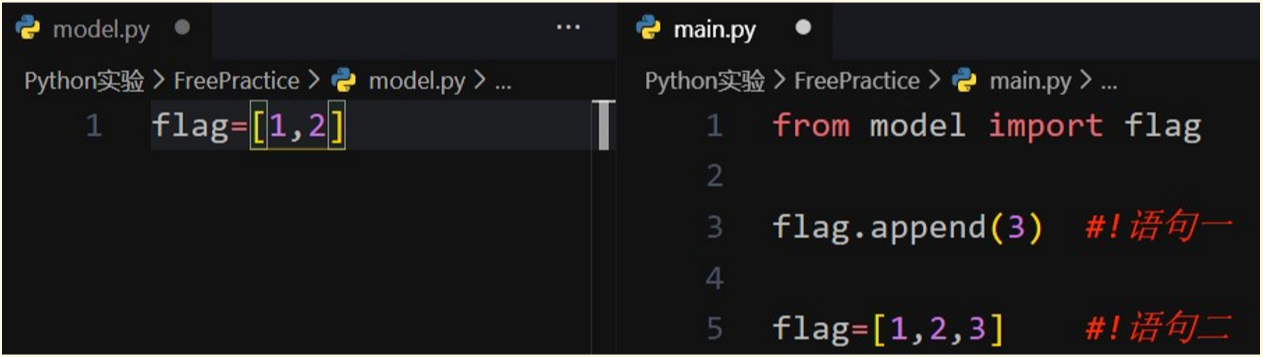 model.py
Python实验 > FreePractice > model.py > ...
1 flag=[1,2]
main.py
Python实验 > FreePractice > main.py > ...
1 from model import flag
2
3 flag.append(3) #!语句一
4
5 flag=[1,2,3] #!语句二